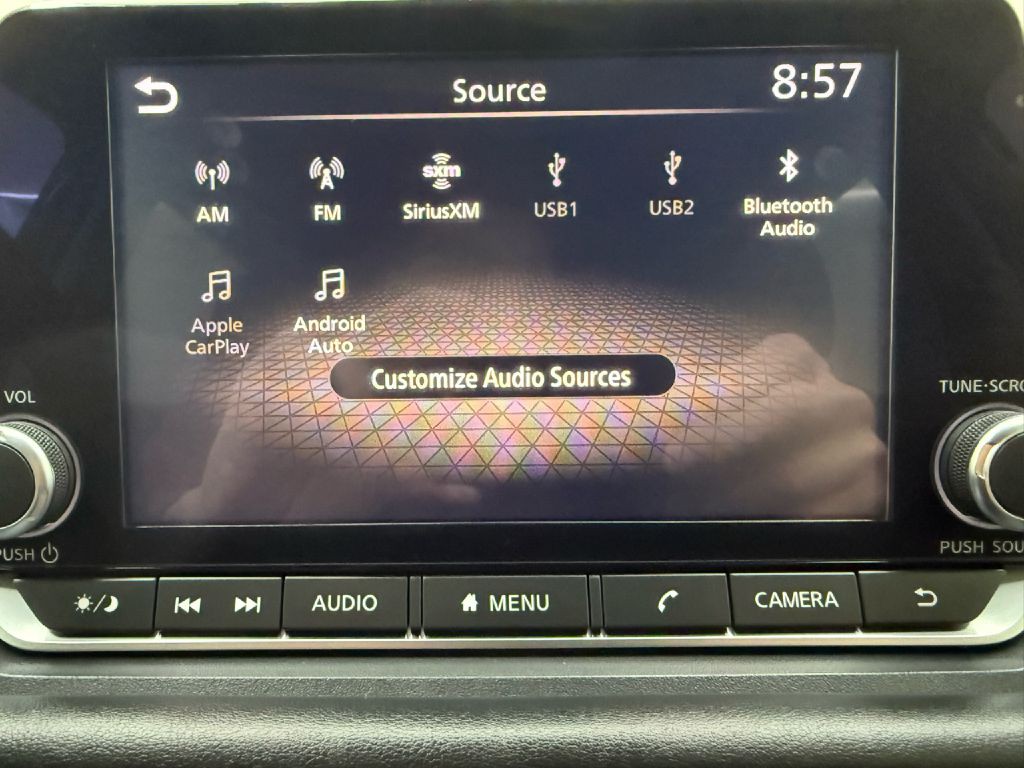 Source
8:57
AM
FM
sxm
SiriusXM
USB1
USB2
Bluetooth
Audio
Apple
CarPlay
Android
Auto
Customize Audio Sources
VOL
TUNE·SCRO
PUSH
PUSH SOU
AUDIO
MENU
CAMERA